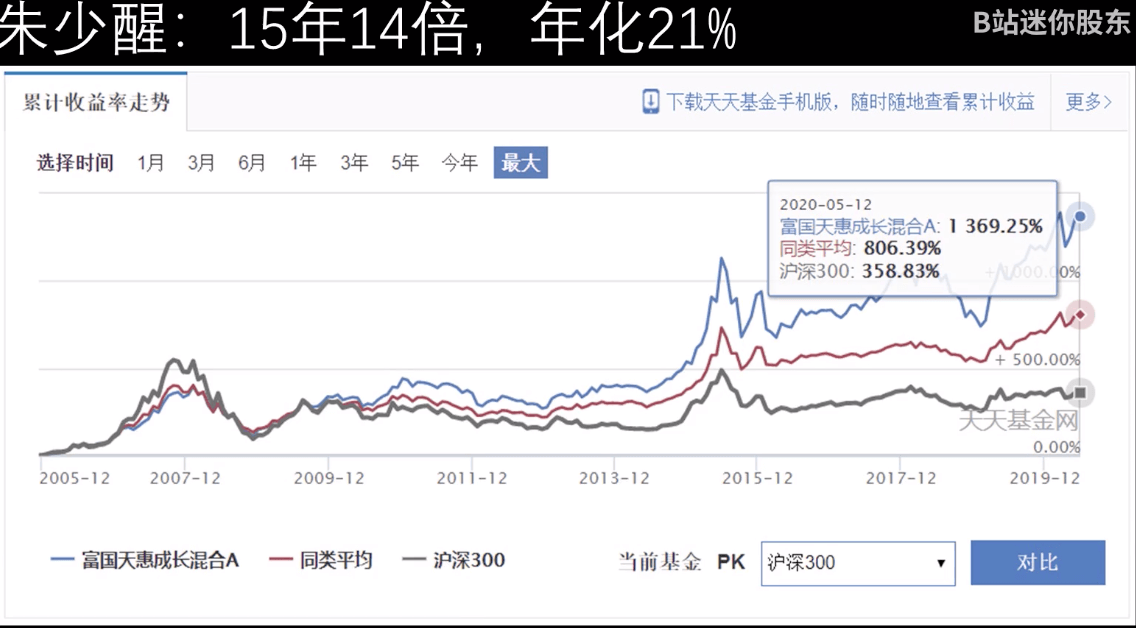 朱少醒：15年14倍，年化21%
B站迷你股东
累计收益率走势
下载天天基金手机版，随时随地查看累计收益
更多>
选择时间 1月 3月 6月 1年 3年 5年 今年 最大
2020-05-12
富国天惠成长混合A: 1 369.25%
同类平均: 806.39%
沪深300: 358.83%
+ 1000.00%
+ 500.00%
天天基金网
0.00%
2005-12 2007-12 2009-12 2011-12 2013-12 2015-12 2017-12 2019-12
富国天惠成长混合A 同类平均 沪深300
当前基金 PK 沪深300 ▼ 对比